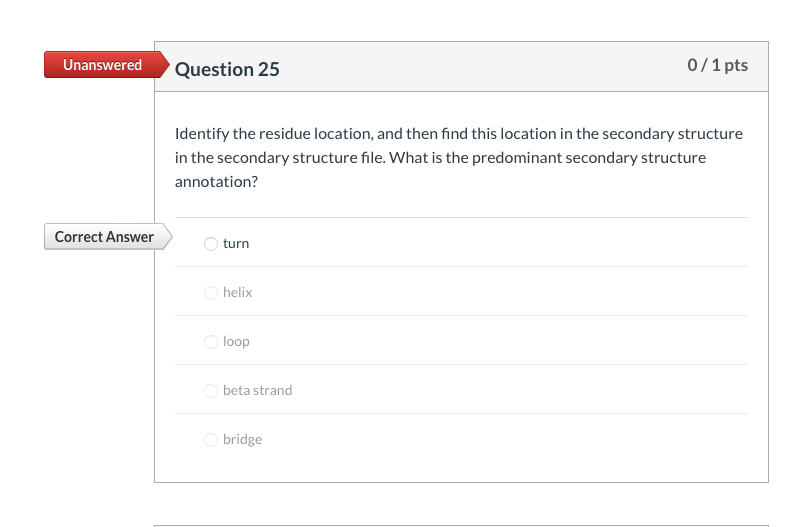 Unanswered
Question 25
0 / 1 pts
Identify the residue location, and then find this location in the secondary structure
in the secondary structure file. What is the predominant secondary structure
annotation?
Correct Answer
turn
helix
loop
beta strand
bridge